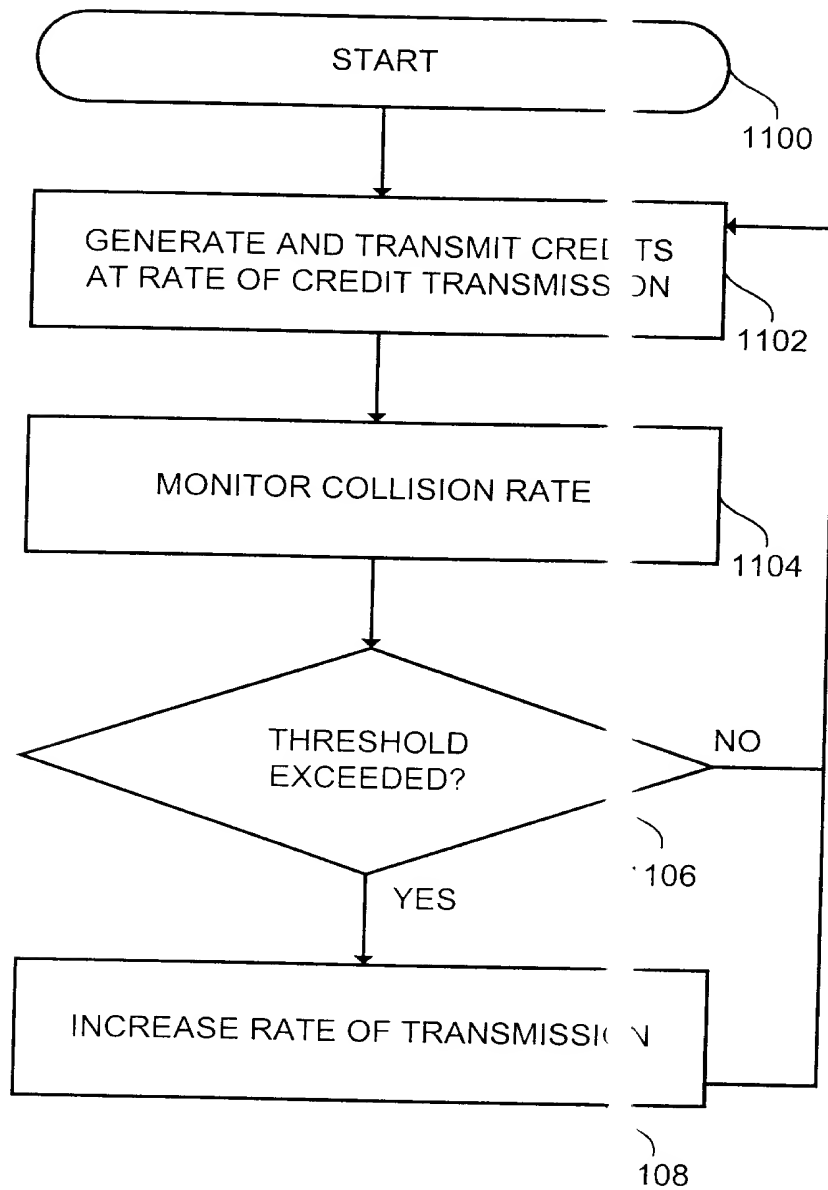 START
1100
GENERATE AND TRANSMIT CRE TS
AT RATE OF CREDIT TRANSMISS ON
1102
MONITOR COLLISION RATE
1104
THRESHOLD
EXCEEDED?
NO
106
YES
INCREASE RATE OF TRANSMISSI N
108